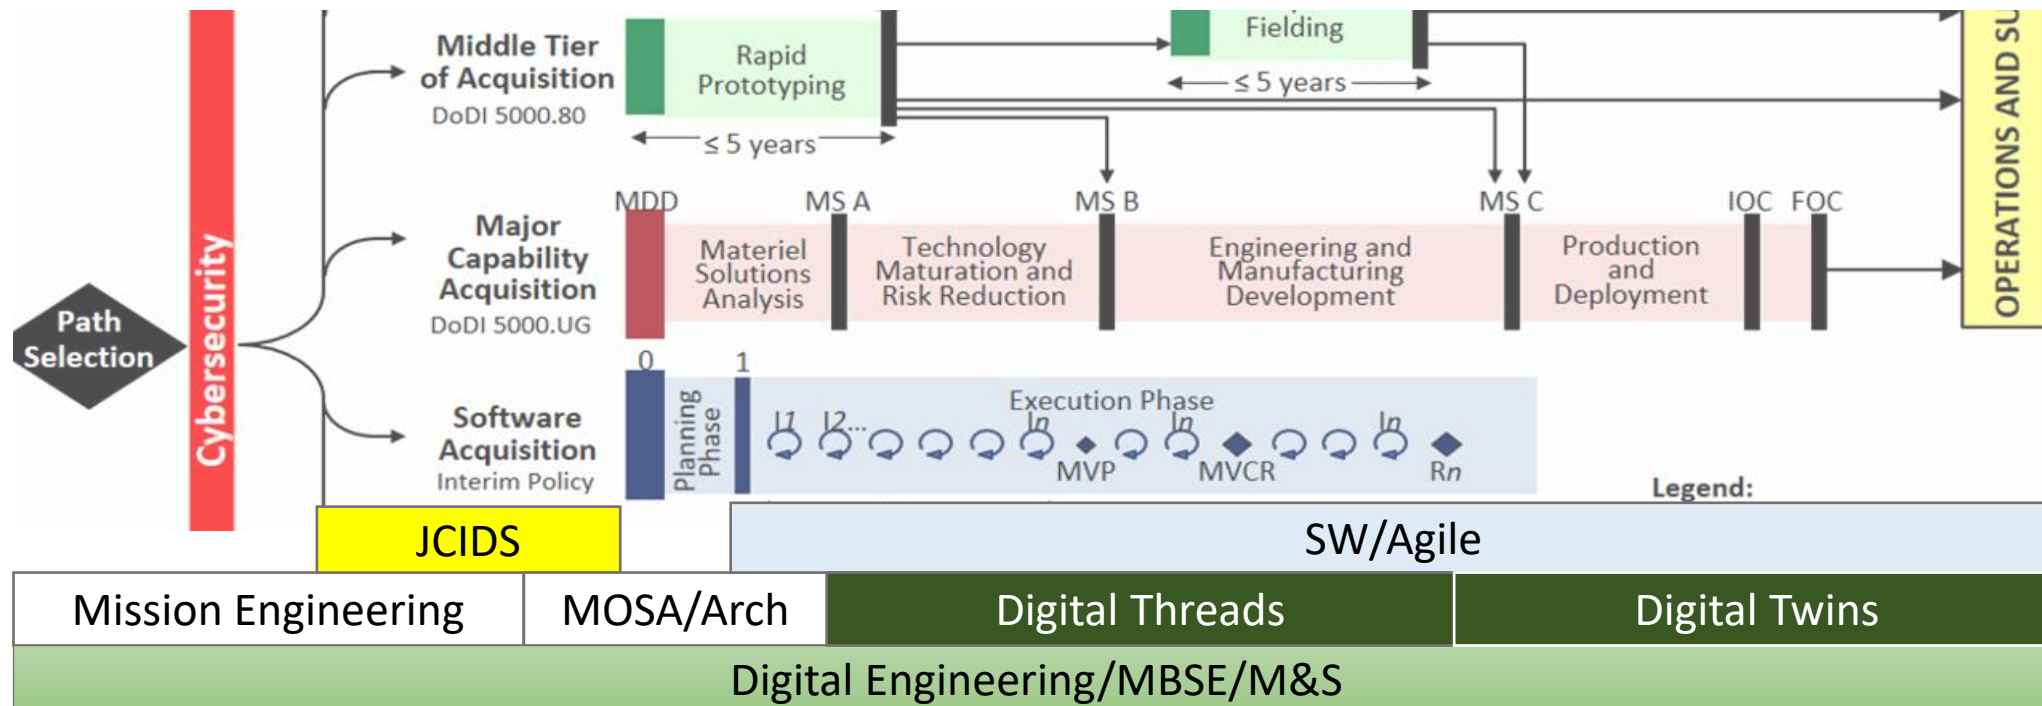 Middle Tier
of Acquisition
DoDI 5000.80
Rapid
Prototyping
≤ 5 years
Fielding
≤ 5 years
Path
Selection
Cybersecurity
Major
Capability
Acquisition
DoDI 5000.UG
MDD
MS A
MS B
MS C
IOC
FOC
Materiel
Solutions
Analysis
Technology
Maturation and
Risk Reduction
Engineering and
Manufacturing
Development
Production
and
Deployment
OPERATIONS AND SU
Software
Acquisition
Interim Policy
0
1
Planning
Phase
Execution Phase
I1
I2...
In
In
In
MVP
MVCR
Rn
Legend:
JCIDS
SW/Agile
Mission Engineering
MOSA/Arch
Digital Threads
Digital Twins
Digital Engineering/MBSE/M&S